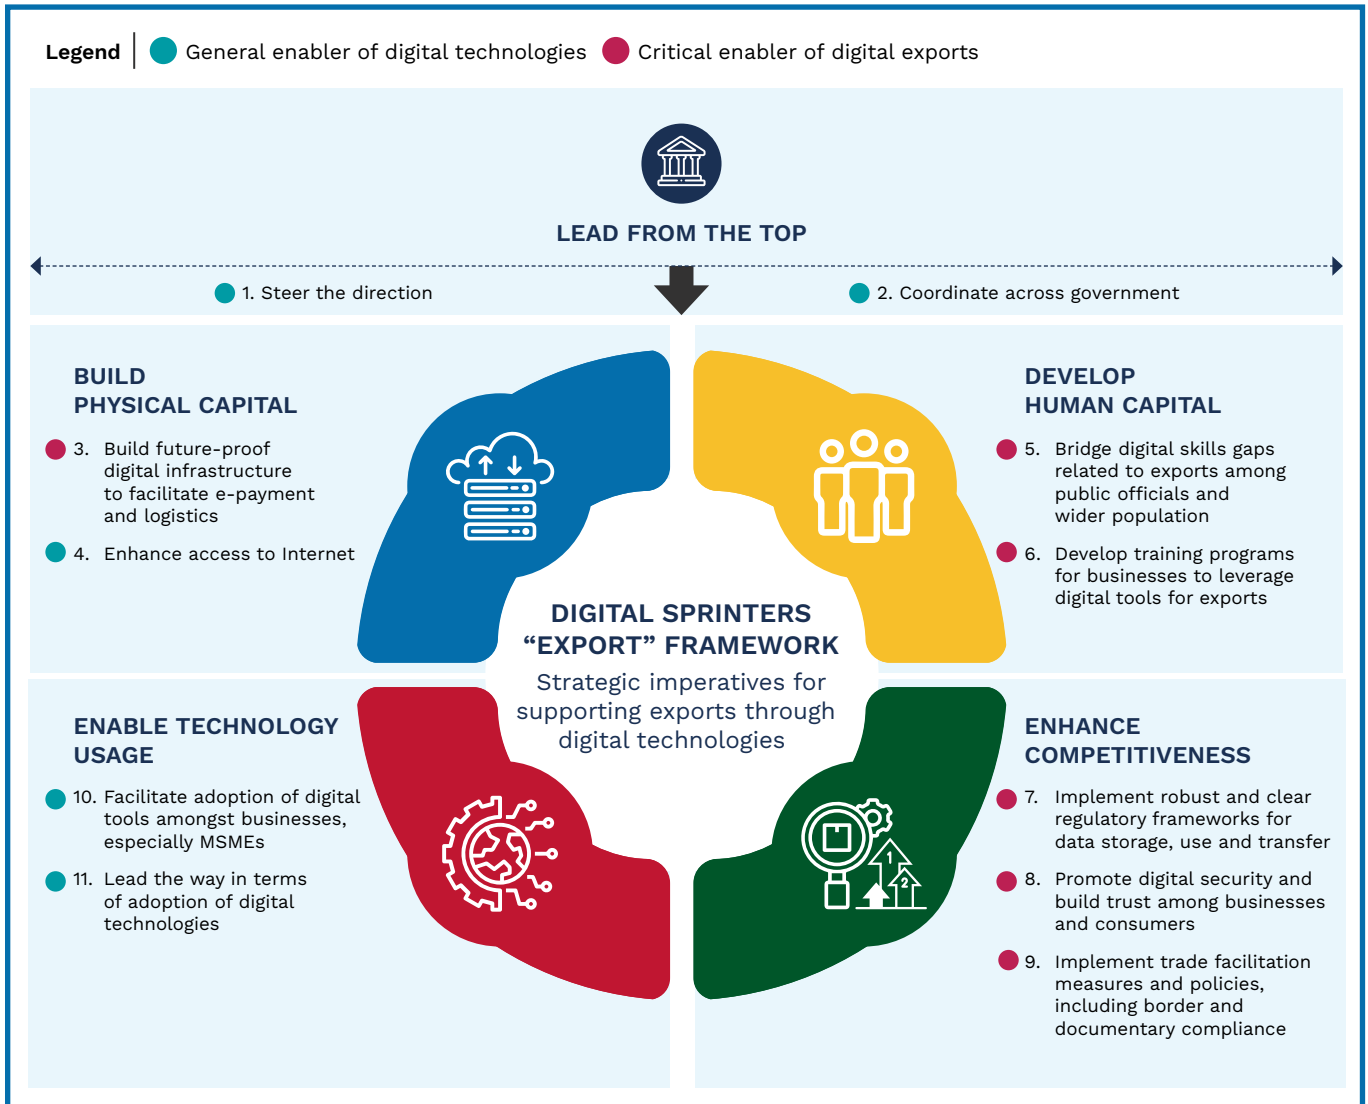 Legend
General enabler of digital technologies
Critical enabler of digital exports
LEAD FROM THE TOP
1. Steer the direction
2. Coordinate across government
BUILD
PHYSICAL CAPITAL
3. Build future-proof
digital infrastructure
to facilitate e-payment
and logistics
4. Enhance access to Internet
DEVELOP
HUMAN CAPITAL
5. Bridge digital skills gaps
related to exports among
public officials and
wider population
6. Develop training programs
for businesses to leverage
digital tools for exports
DIGITAL SPRINTERS
“EXPORT” FRAMEWORK
Strategic imperatives for
supporting exports through
digital technologies
ENABLE TECHNOLOGY
USAGE
10. Facilitate adoption of digital
tools amongst businesses,
especially MSMEs
11. Lead the way in terms
of adoption of digital
technologies
ENHANCE
COMPETITIVENESS
7. Implement robust and clear
regulatory frameworks for
data storage, use and transfer
8. Promote digital security and
build trust among businesses
and consumers
9. Implement trade facilitation
measures and policies,
including border and
documentary compliance
1
2